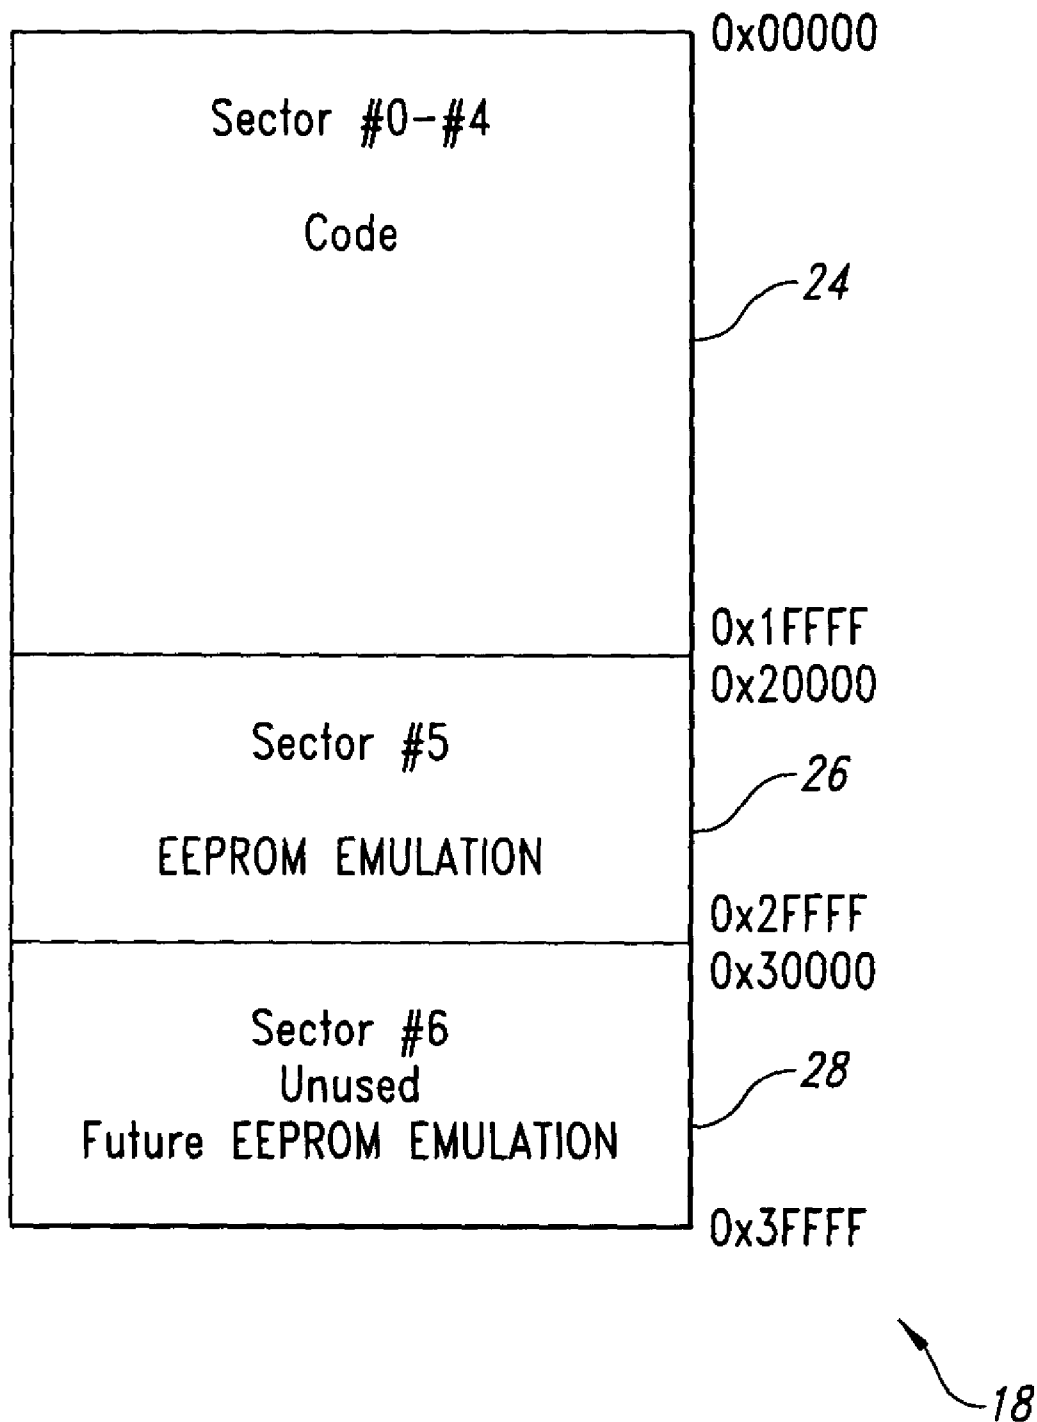 0x00000
Sector #0-#4
Code
24
0x1FFFF
0x20000
Sector #5
26
EEPROM EMULATION
0x2FFFF
0x30000
Sector #6
28
Unused
Future EEPROM EMULATION
0x3FFFF
18